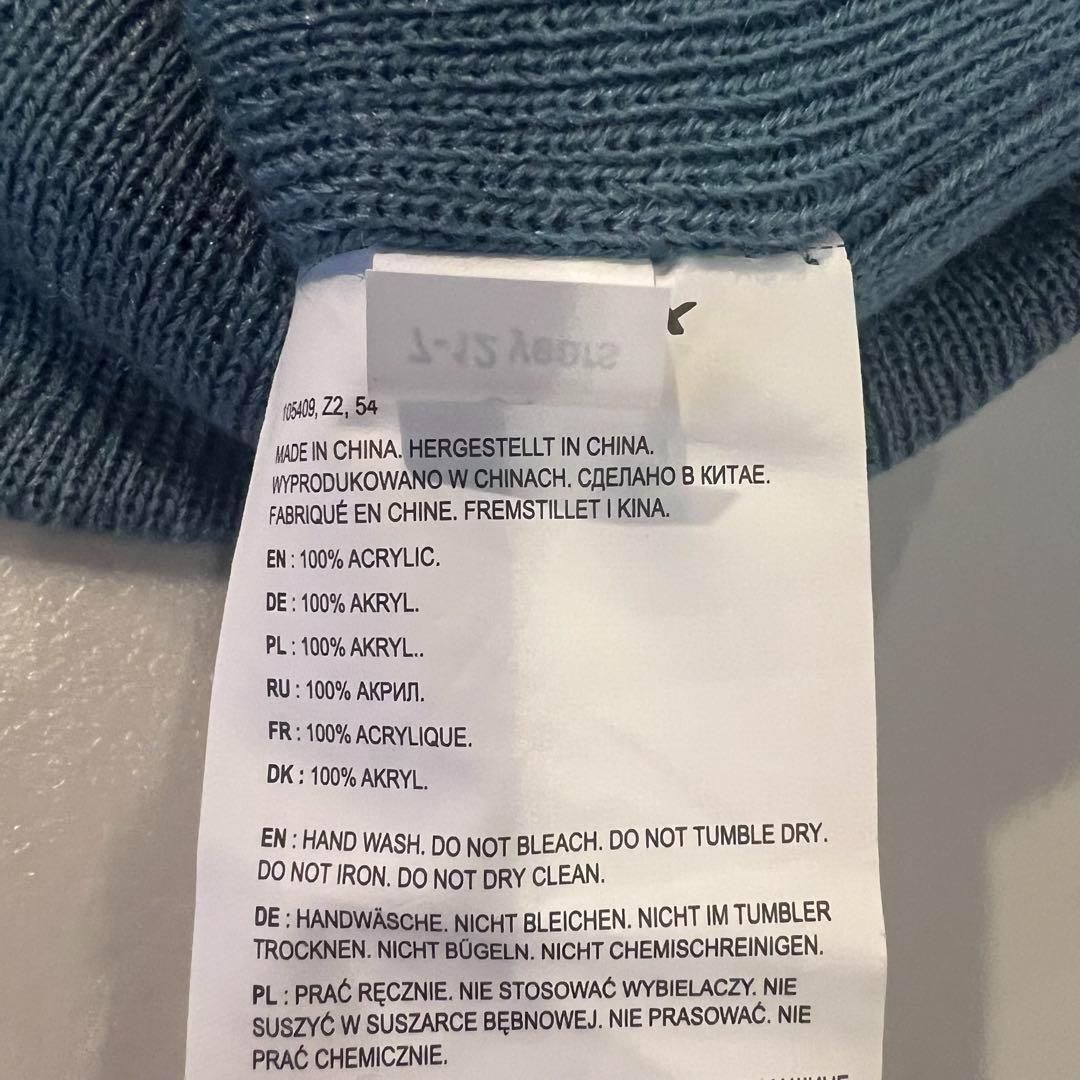 7-12 years
105409, Z2, 54
MADE IN CHINA. HERGESTELLT IN CHINA.
WYPRODUKOWANO W CHINACH. СДЕЛАНО В КИТАЕ.
FABRIQUÉ EN CHINE. FREMSTILLET I KINA.
EN : 100% ACRYLIC.
DE : 100% AKRYL.
PL : 100% AKRYL..
RU : 100% АКРИЛ.
FR : 100% ACRYLIQUE.
DK : 100% AKRYL.
EN : HAND WASH. DO NOT BLEACH. DO NOT TUMBLE DRY.
DO NOT IRON. DO NOT DRY CLEAN.
DE : HANDWÄSCHE. NICHT BLEICHEN. NICHT IM TUMBLER
TROCKNEN. NICHT BÜGELN. NICHT CHEMISCHREINIGEN.
PL : PRAĆ RĘCZNIE. NIE STOSOWAĆ WYBIELACZY. NIE
SUSZYĆ W SUSZARCE BĘBNOWEJ. NIE PRASOWAĆ. NIE
PRAĆ CHEMICZNIE.